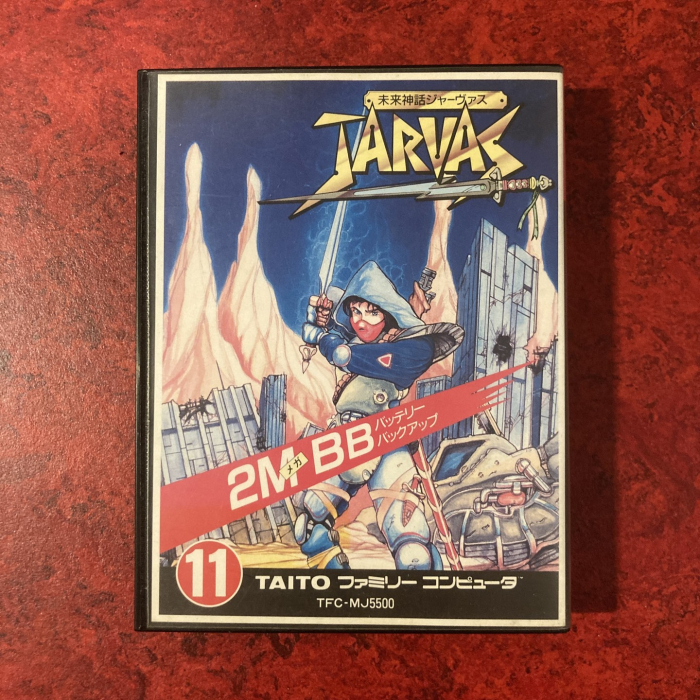 未来神話ジャーヴァス
JARVAS
2M BB
メガ
バッテリー
バックアップ
11
TAITO ファミリー コンピュータ™
TFC-MJ5500